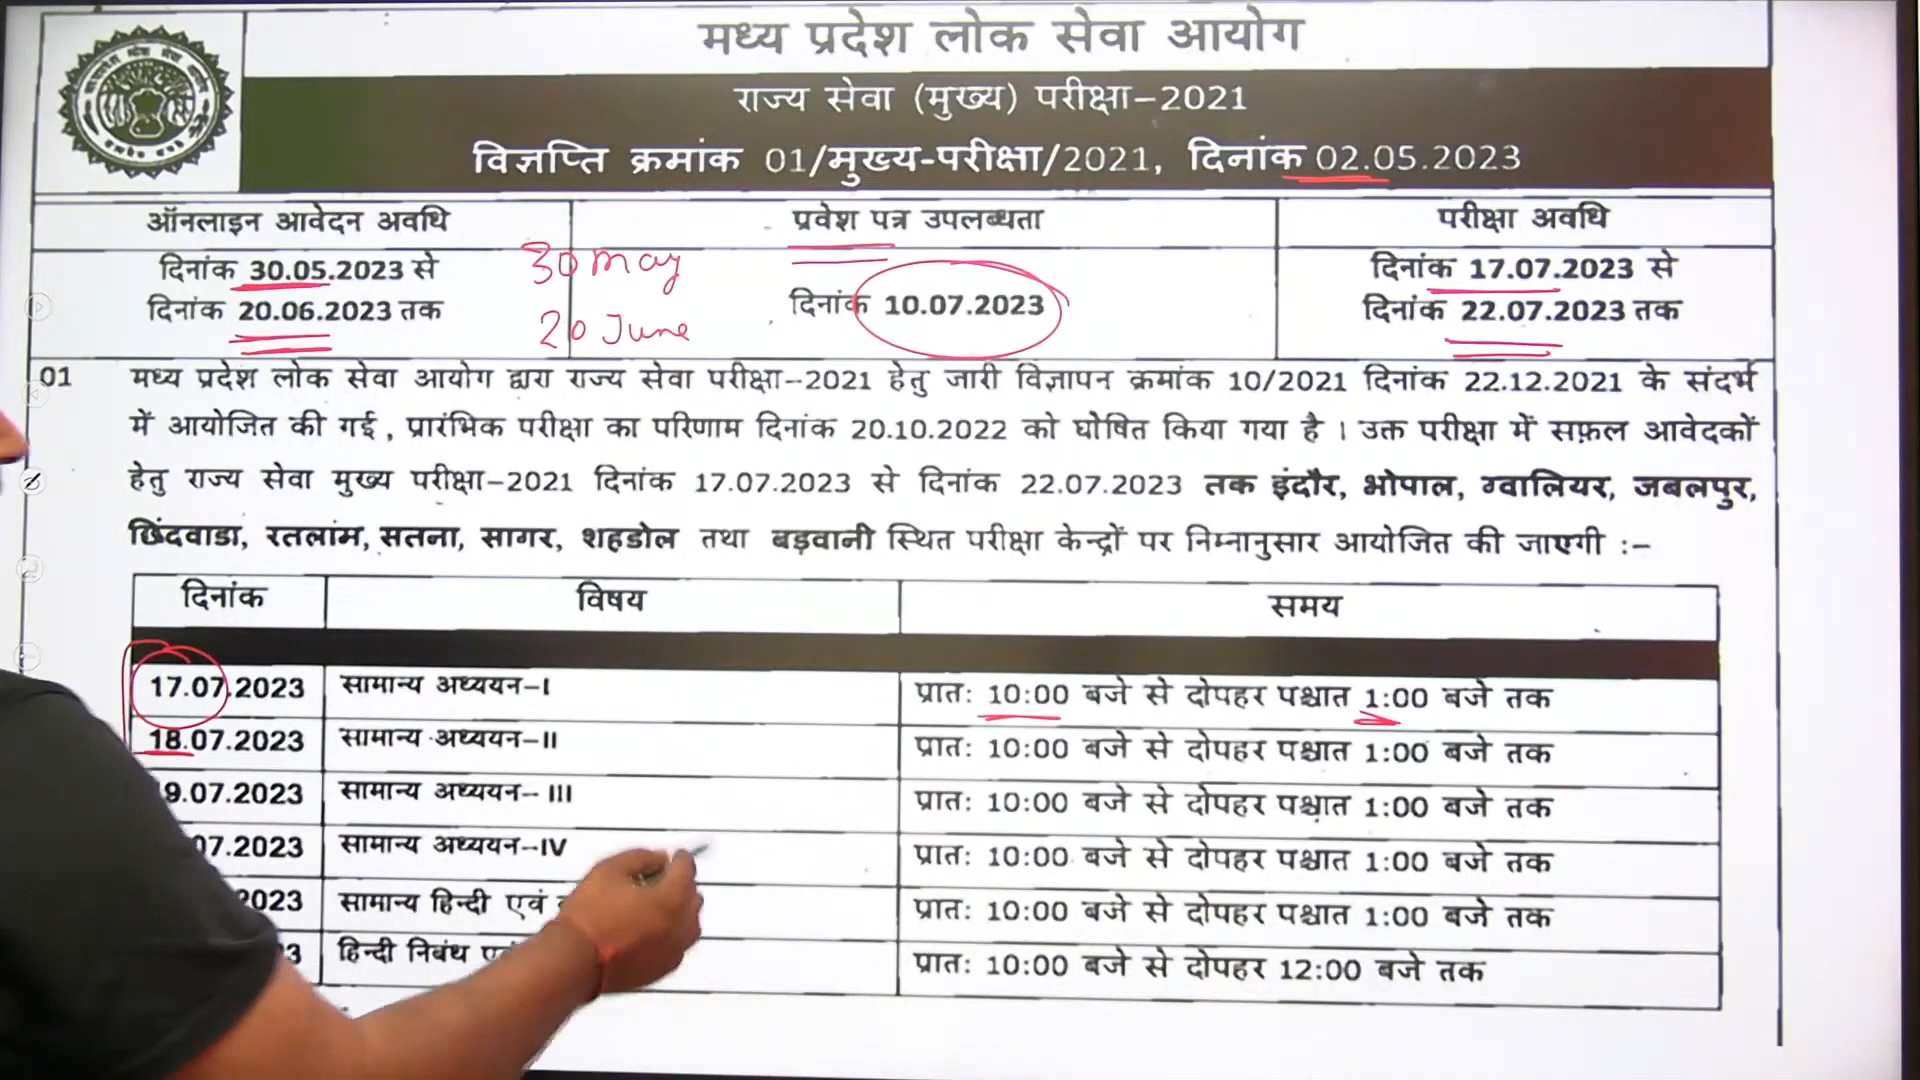 मध्य प्रदेश लोक सेवा आयोग
राज्य सेवा (मुख्य) परीक्षा–2021
विज्ञप्ति क्रमांक 01/मुख्य-परीक्षा/2021, दिनांक 02.05.2023
ऑनलाइन आवेदन अवधि प्रवेश पत्र उपलब्धता परीक्षा अवधि
दिनांक 30.05.2023 से 30 may दिनांक 17.07.2023 से
दिनांक 20.06.2023 तक 20 June दिनांक 10.07.2023 दिनांक 22.07.2023 तक
01 मध्य प्रदेश लोक सेवा आयोग द्वारा राज्य सेवा परीक्षा–2021 हेतु जारी विज्ञापन क्रमांक 10/2021 दिनांक 22.12.2021 के संदर्भ
में आयोजित की गई, प्रारंभिक परीक्षा का परिणाम दिनांक 20.10.2022 को घोषित किया गया है । उक्त परीक्षा में सफ़ल आवेदकों
हेतु राज्य सेवा मुख्य परीक्षा–2021 दिनांक 17.07.2023 से दिनांक 22.07.2023 तक इंदौर, भोपाल, ग्वालियर, जबलपुर,
छिंदवाडा, रतलांम, सतना, सागर, शहडोल तथा बड़वानी स्थित परीक्षा केन्द्रों पर निम्नानुसार आयोजित की जाएगी :–
दिनांक विषय समय
17.07.2023 सामान्य अध्ययन–I प्रात: 10:00 बजे से दोपहर पश्चात 1:00 बजे तक
18.07.2023 सामान्य अध्ययन–II प्रात: 10:00 बजे से दोपहर पश्चात 1:00 बजे तक
9.07.2023 सामान्य अध्ययन– III प्रात: 10:00 बजे से दोपहर पश्चात 1:00 बजे तक
07.2023 सामान्य अध्ययन–IV प्रात: 10:00 बजे से दोपहर पश्चात 1:00 बजे तक
2023 सामान्य हिन्दी एवं प्रात: 10:00 बजे से दोपहर पश्चात 1:00 बजे तक
3 हिन्दी निबंध प्रात: 10:00 बजे से दोपहर 12:00 बजे तक